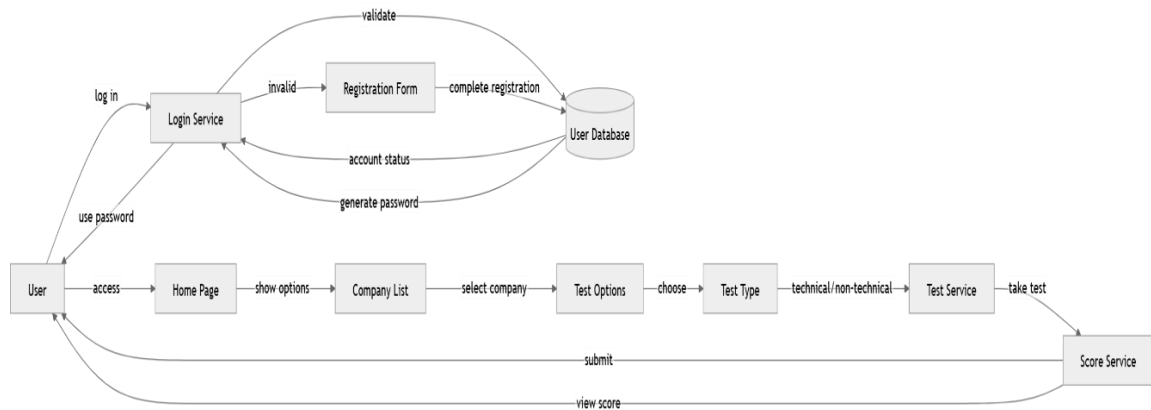 validate
log in
invalid
Registration Form
complete registration
Login Service
User Database
account status
generate password
use password
User
access
Home Page
show options
Company List
select company
Test Options
choose
Test Type
technical/non-technical
Test Service
take test
submit
Score Service
view score